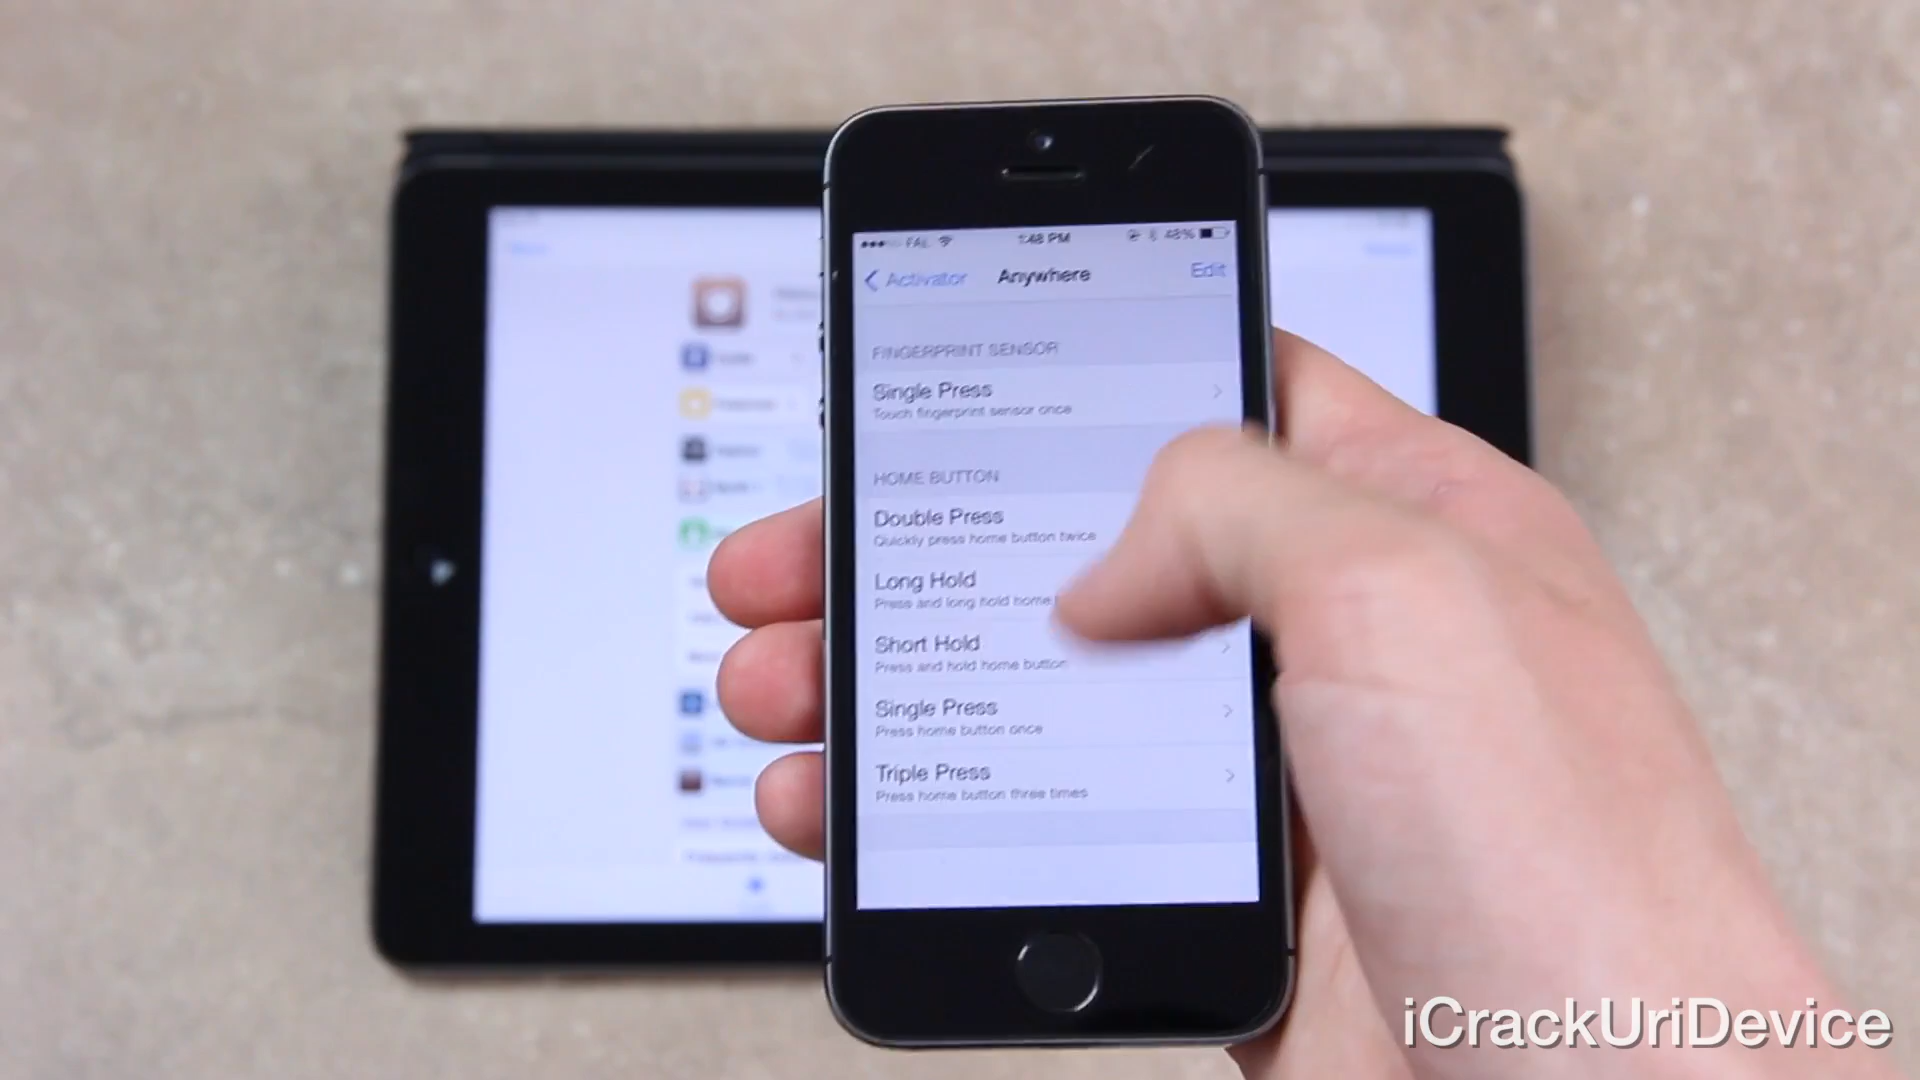 FAL 1:48 PM 48%
Activator Anywhere Edit
FINGERPRINT SENSOR
Single Press
Touch fingerprint sensor once
HOME BUTTON
Double Press
Quickly press home button twice
Long Hold
Press and long hold home
Short Hold
Press and hold home button
Single Press
Press home button once
Triple Press
Press home button three times
iCrackUriDevice